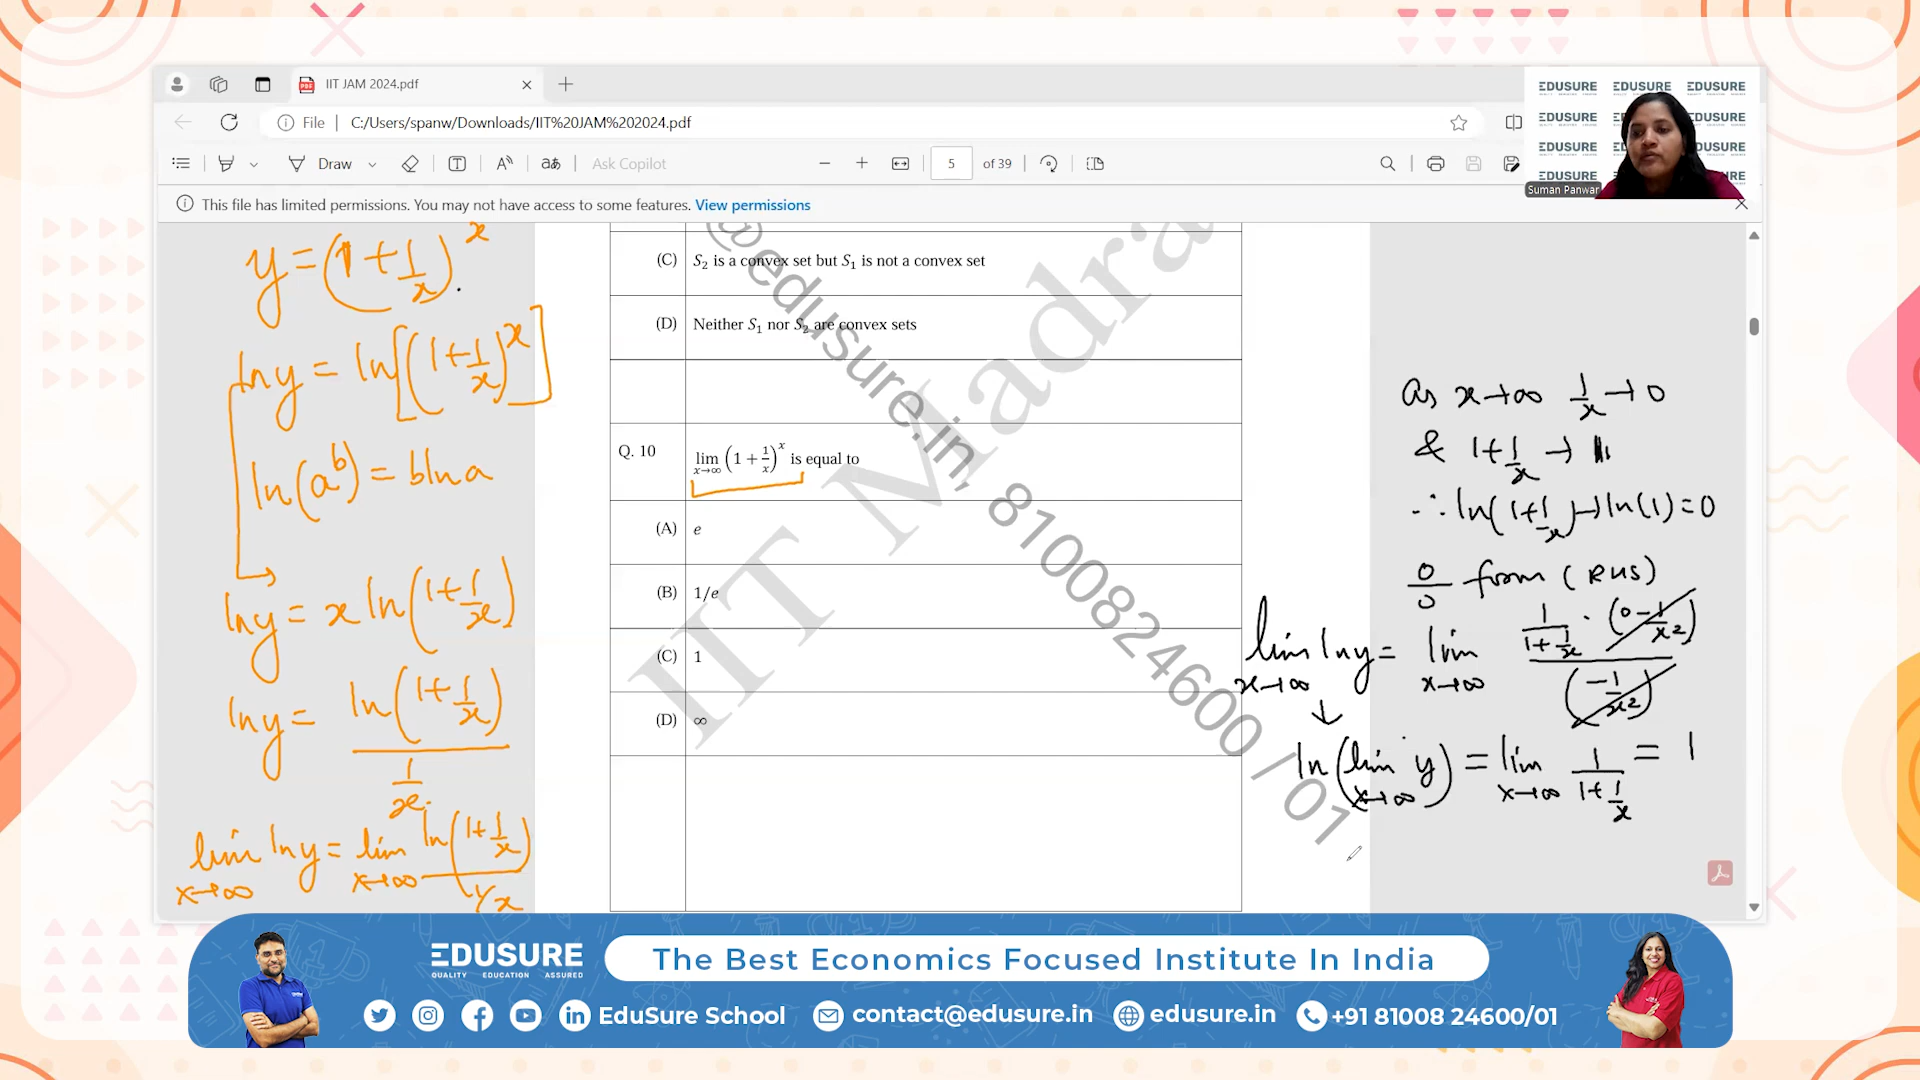 IIT JAM 2024.pdf
File | C:/Users/spanw/Downloads/IIT%20JAM%202024.pdf
Draw
Ask Copilot
5 of 39
This file has limited permissions. You may not have access to some features. View permissions
EDUSURE EDUSURE EDUSURE
Suman Panwar
y = (1 + 1/x)^x
ln y = ln[(1 + 1/x)^x]
ln(a^b) = b ln a
ln y = x ln(1 + 1/x)
ln y = ln(1 + 1/x) / (1/x)
lim x→∞ ln y = lim x→∞ ln(1 + 1/x) / (1/x)
(C) S₂ is a convex set but S₁ is not a convex set
(D) Neither S₁ nor S₂ are convex sets
Q. 10 lim x→∞ (1 + 1/x)^x is equal to
(A) e
(B) 1/e
(C) 1
(D) ∞
@edusure.in, 8100824600 / 01
IIT Madra
As x→∞ 1/x → 0
& 1 + 1/x → 1
∴ ln(1 + 1/x) → ln(1) = 0
0/0 form (RHS)
lim x→∞ ln y = lim x→∞ 1/(1 + 1/x) · (0 - 1/x²) / (-1/x²)
↓
ln(lim x→∞ y) = lim x→∞ 1/(1 + 1/x) = 1
EDUSURE
QUALITY EDUCATION ASSURED
The Best Economics Focused Institute In India
EduSure School contact@edusure.in edusure.in +91 81008 24600/01